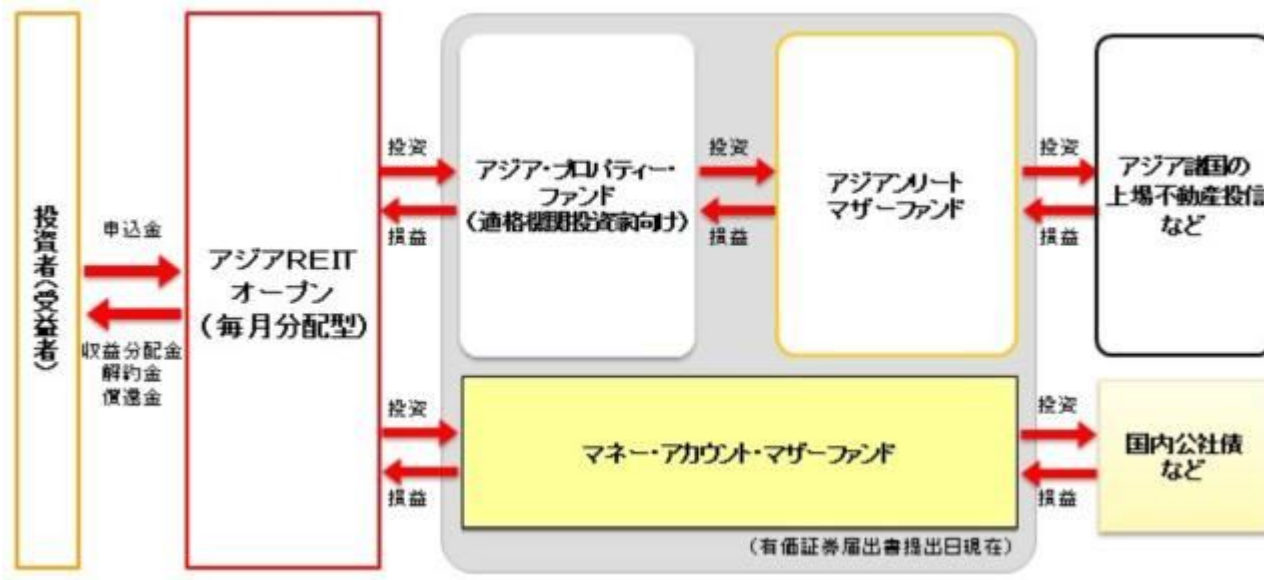 投資者(受益者)
申込金
収益分配金
解約金
償還金
アジアREIT
オープン
(毎月分配型)
投資
損益
アジア・プロパティー・
ファンド
(適格機関投資家向け)
投資
損益
アジアンリート
マザーファンド
投資
損益
アジア諸国の
上場不動産投信
など
投資
損益
マネー・アカウント・マザーファンド
投資
損益
国内公社債
など
(有価証券届出書提出日現在)